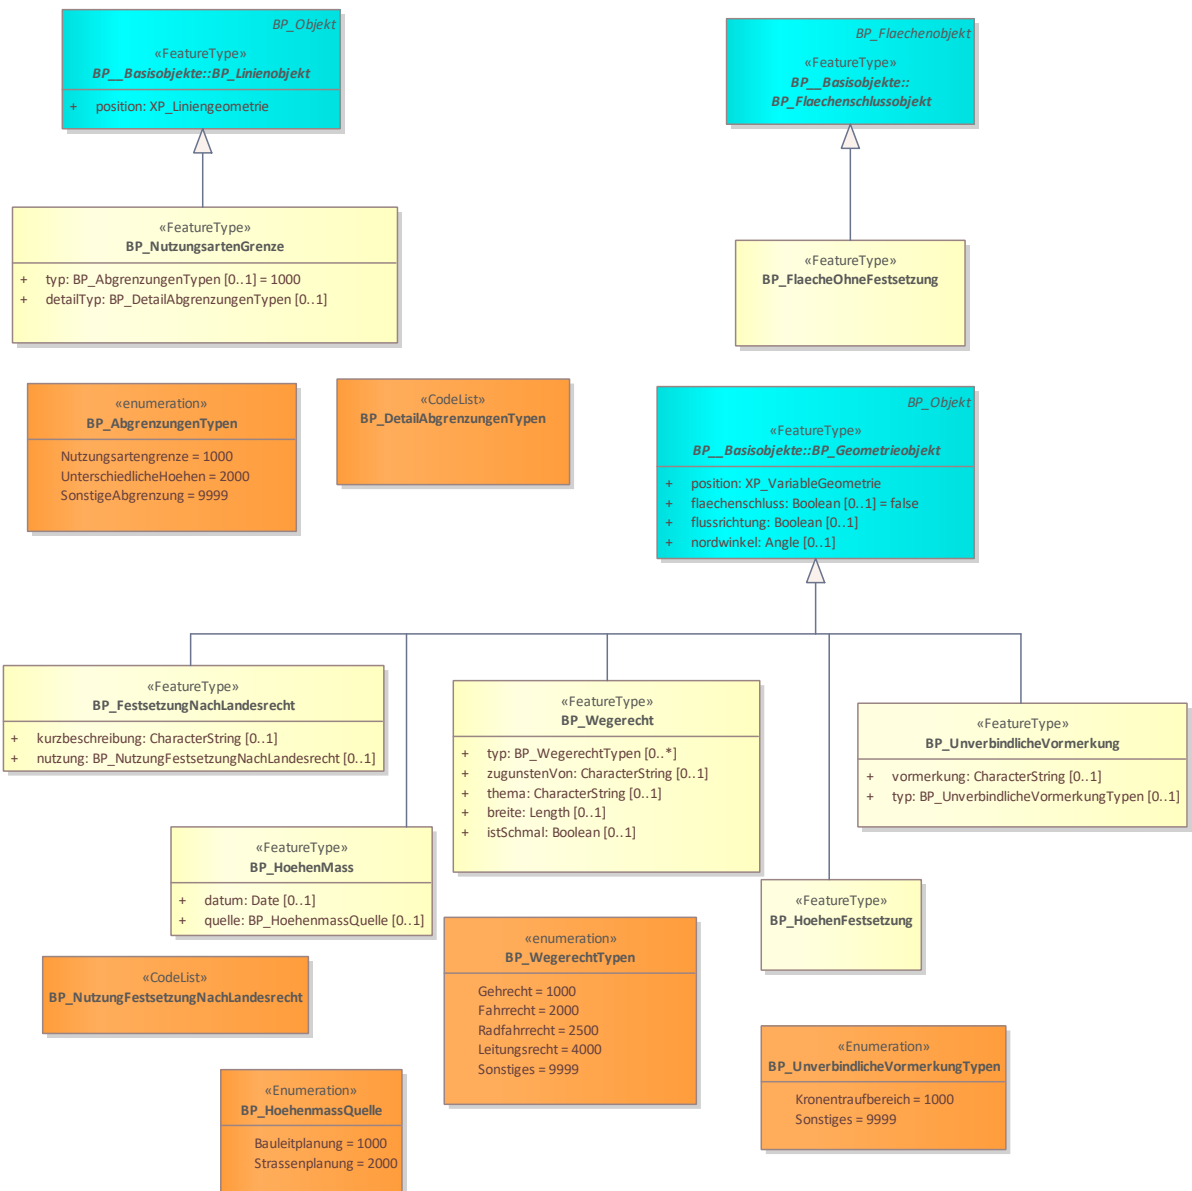 BP_Objekt
«FeatureType»
BP__Basisobjekte::BP_Linienobjekt
+ position: XP_Liniengeometrie
BP_Flaechenobjekt
«FeatureType»
BP__Basisobjekte::
BP_Flaechenschlussobjekt
«FeatureType»
BP_NutzungsartenGrenze
+ typ: BP_AbgrenzungenTypen [0..1] = 1000
+ detailTyp: BP_DetailAbgrenzungenTypen [0..1]
«FeatureType»
BP_FlaecheOhneFestsetzung
«enumeration»
BP_AbgrenzungenTypen
Nutzungsartengrenze = 1000
UnterschiedlicheHoehen = 2000
SonstigeAbgrenzung = 9999
«CodeList»
BP_DetailAbgrenzungenTypen
BP_Objekt
«FeatureType»
BP__Basisobjekte::BP_Geometrieobjekt
+ position: XP_VariableGeometrie
+ flaechenschluss: Boolean [0..1] = false
+ flussrichtung: Boolean [0..1]
+ nordwinkel: Angle [0..1]
«FeatureType»
BP_FestsetzungNachLandesrecht
+ kurzbeschreibung: CharacterString [0..1]
+ nutzung: BP_NutzungFestsetzungNachLandesrecht [0..1]
«FeatureType»
BP_Wegerecht
+ typ: BP_WegerechtTypen [0..*]
+ zugunstenVon: CharacterString [0..1]
+ thema: CharacterString [0..1]
+ breite: Length [0..1]
+ istSchmal: Boolean [0..1]
«FeatureType»
BP_UnverbindlicheVormerkung
+ vormerkung: CharacterString [0..1]
+ typ: BP_UnverbindlicheVormerkungTypen [0..1]
«FeatureType»
BP_HoehenMass
+ datum: Date [0..1]
+ quelle: BP_HoehenmassQuelle [0..1]
«FeatureType»
BP_HoehenFestsetzung
«CodeList»
BP_NutzungFestsetzungNachLandesrecht
«enumeration»
BP_WegerechtTypen
Gehrecht = 1000
Fahrrecht = 2000
Radfahrrecht = 2500
Leitungsrecht = 4000
Sonstiges = 9999
«Enumeration»
BP_UnverbindlicheVormerkungTypen
Kronentraufbereich = 1000
Sonstiges = 9999
«Enumeration»
BP_HoehenmassQuelle
Bauleitplanung = 1000
Strassenplanung = 2000